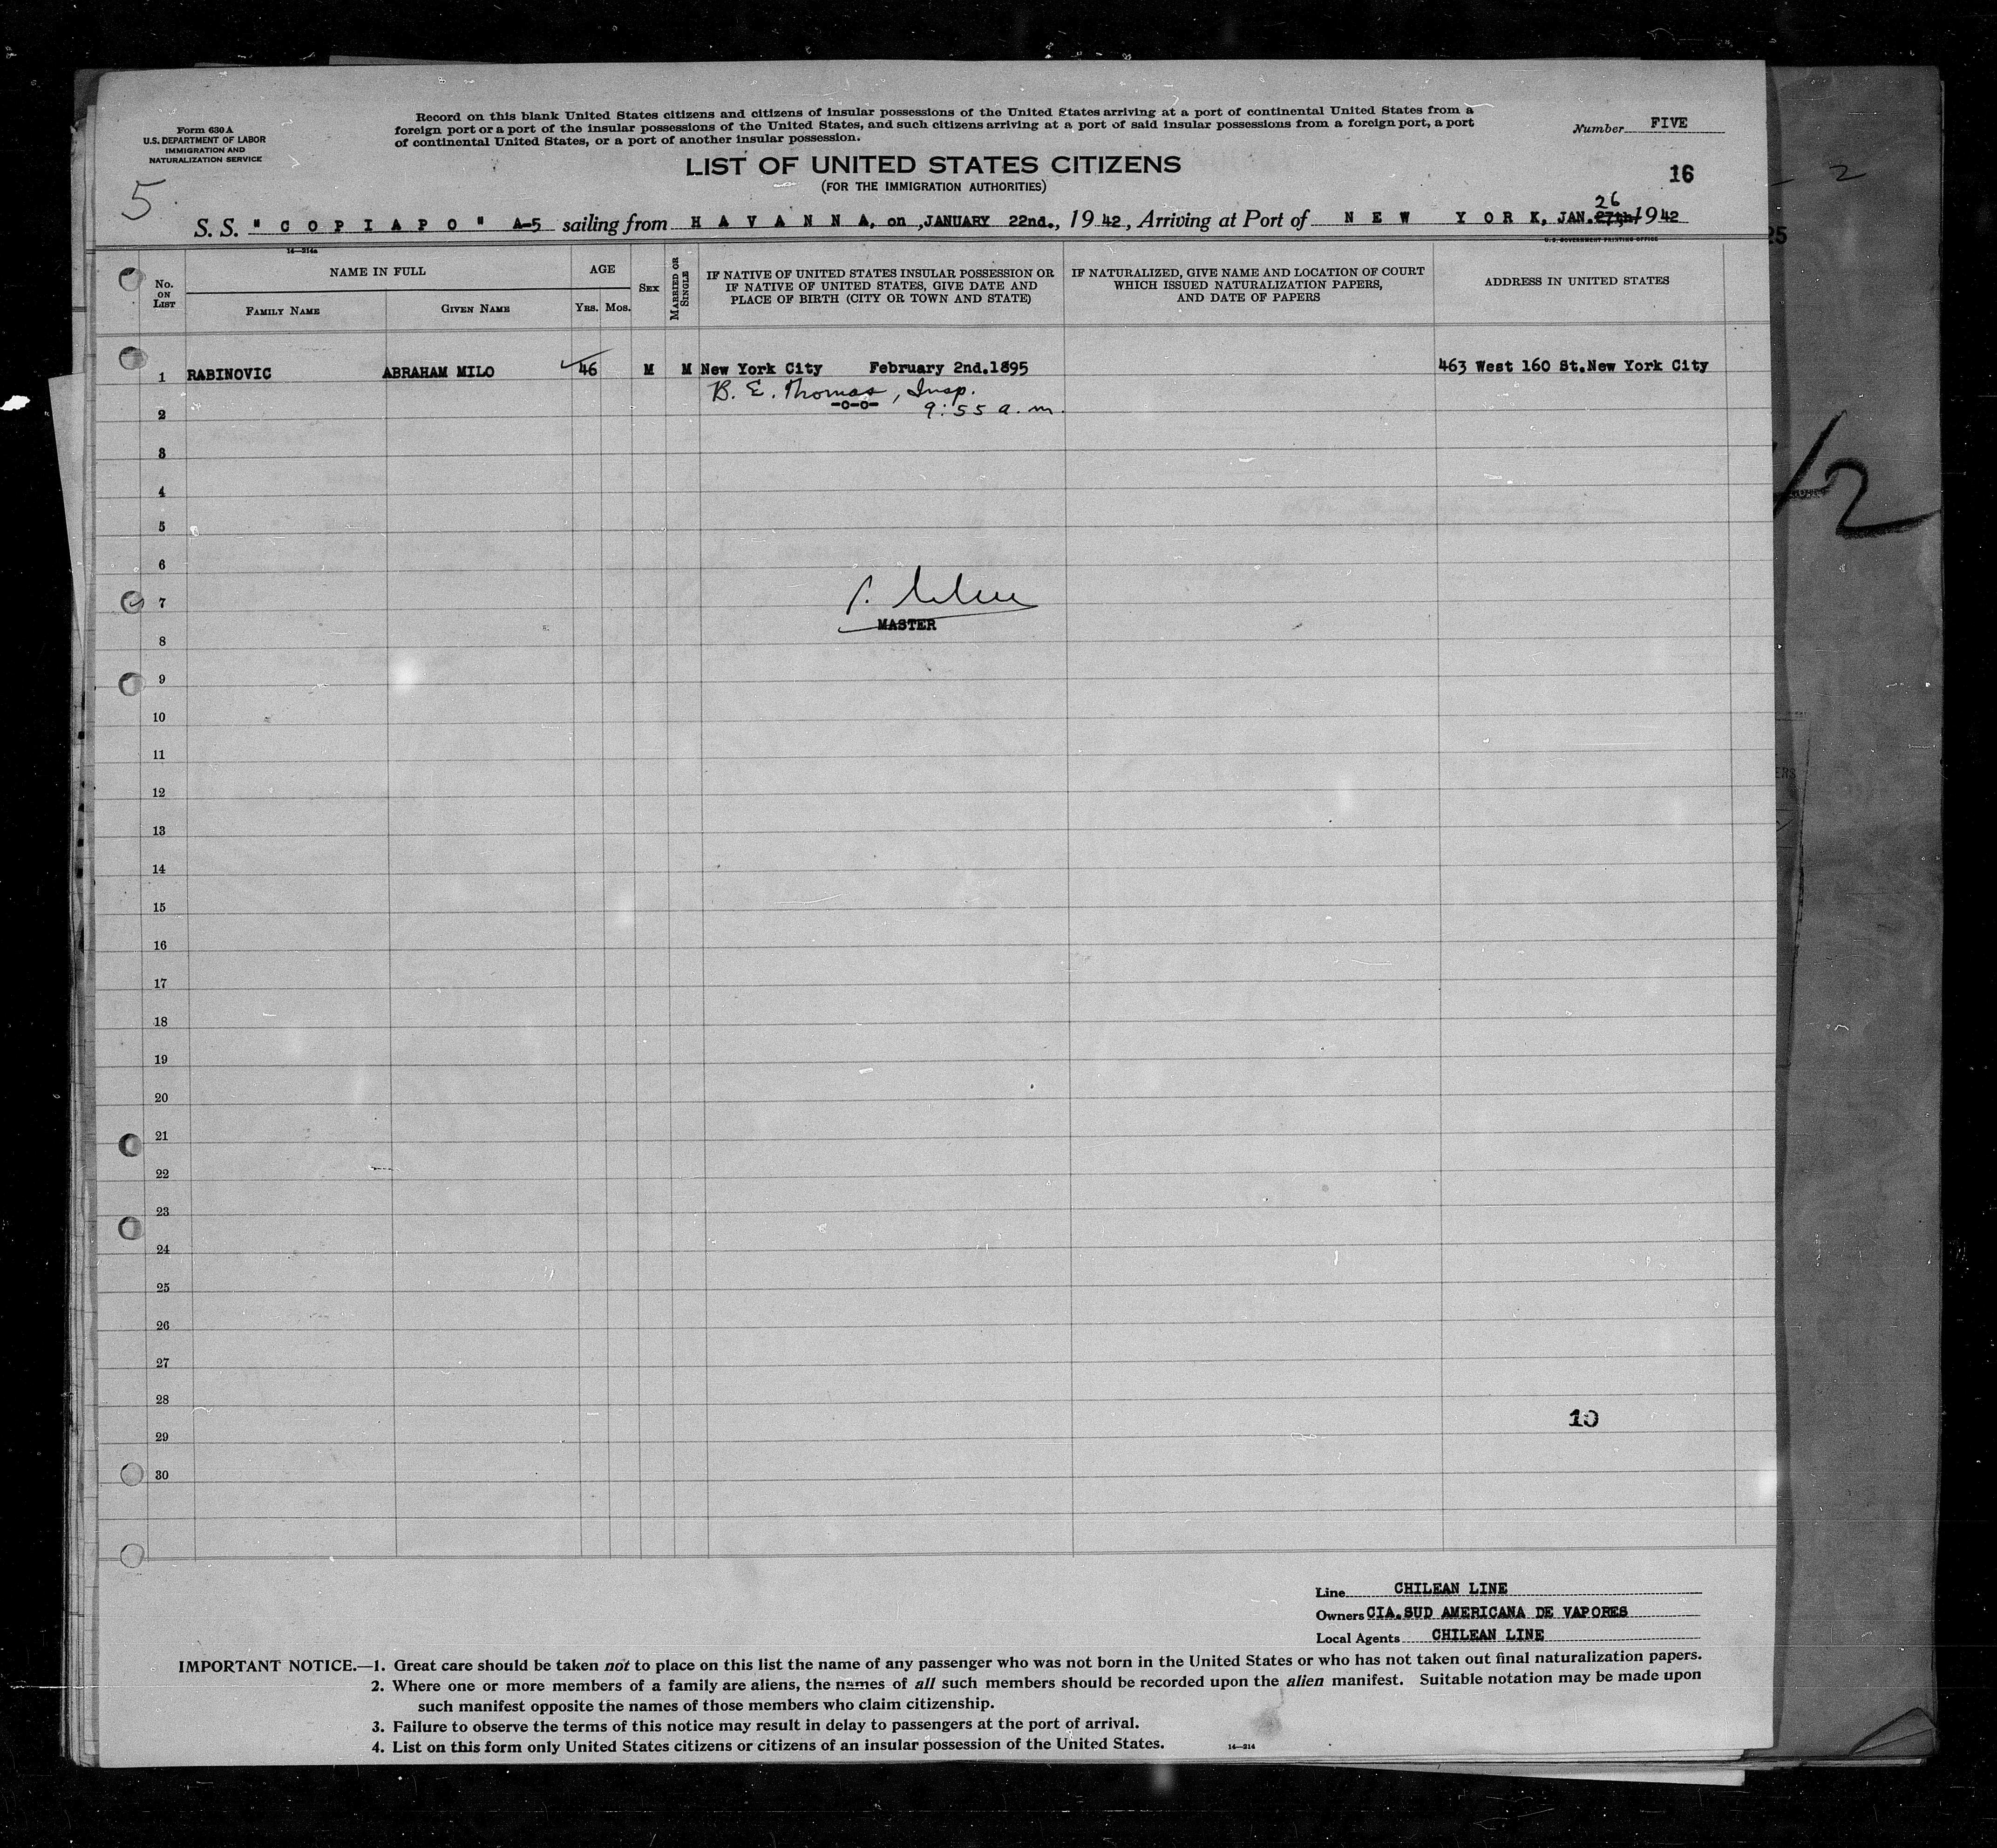 Form 630 A
U.S. DEPARTMENT OF LABOR
IMMIGRATION AND
NATURALIZATION SERVICE
Record on this blank United States citizens and citizens of insular possessions of the United States arriving at a port of continental United States from a
foreign port or a port of the insular possessions of the United States, and such citizens arriving at a port of said insular possessions from a foreign port, a port
of continental United States, or a port of another insular possession.
Number FIVE
LIST OF UNITED STATES CITIZENS
(FOR THE IMMIGRATION AUTHORITIES)
16
5
26
S. S. "COPIAPO" A-5 sailing from HAVANNA, on ,JANUARY 22nd., 1942, Arriving at Port of NEW YORK, JAN. 27th, 1942
14—214a
U. S. GOVERNMENT PRINTING OFFICE
25
No. ON LIST
NAME IN FULL
FAMILY NAME
GIVEN NAME
AGE
YRS. MOS.
SEX
MARRIED OR SINGLE
IF NATIVE OF UNITED STATES INSULAR POSSESSION OR
IF NATIVE OF UNITED STATES, GIVE DATE AND
PLACE OF BIRTH (CITY OR TOWN AND STATE)
IF NATURALIZED, GIVE NAME AND LOCATION OF COURT
WHICH ISSUED NATURALIZATION PAPERS,
AND DATE OF PAPERS
ADDRESS IN UNITED STATES
1 RABINOVIC ABRAHAM MILO 46 M M New York City February 2nd.1895 463 West 160 St.New York City
B. E. Thomas, Insp.
-o-o-
9:55 a.m.
2
3
4
5
6
7
MASTER
8
9
10
11
12
13
14
15
16
17
18
19
20
21
22
23
24
25
26
27
28
10
29
30
Line CHILEAN LINE
Owners CIA.SUD AMERICANA DE VAPORES
Local Agents CHILEAN LINE
IMPORTANT NOTICE.—1. Great care should be taken not to place on this list the name of any passenger who was not born in the United States or who has not taken out final naturalization papers.
2. Where one or more members of a family are aliens, the names of all such members should be recorded upon the alien manifest. Suitable notation may be made upon
such manifest opposite the names of those members who claim citizenship.
3. Failure to observe the terms of this notice may result in delay to passengers at the port of arrival.
4. List on this form only United States citizens or citizens of an insular possession of the United States.
14—214